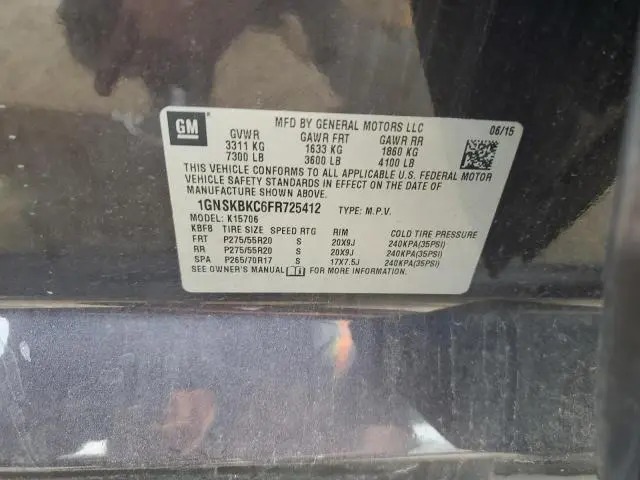 GM
MFD BY GENERAL MOTORS LLC 06/15
GVWR GAWR FRT GAWR RR
3311 KG 1633 KG 1860 KG
7300 LB 3600 LB 4100 LB
THIS VEHICLE CONFORMS TO ALL APPLICABLE U.S. FEDERAL MOTOR
VEHICLE SAFETY STANDARDS IN EFFECT ON THE DATE OF
MANUFACTURE SHOWN ABOVE.
1GNSKBKC6FR725412 TYPE: M.P.V.
MODEL: K15706
KBF8 TIRE SIZE SPEED RTG RIM COLD TIRE PRESSURE
FRT P275/55R20 S 20X9J 240KPA(35PSI)
RR P275/55R20 S 20X9J 240KPA(35PSI)
SPA P265/70R17 S 17X7.5J 240KPA(35PSI)
SEE OWNER'S MANUAL FOR MORE INFORMATION.